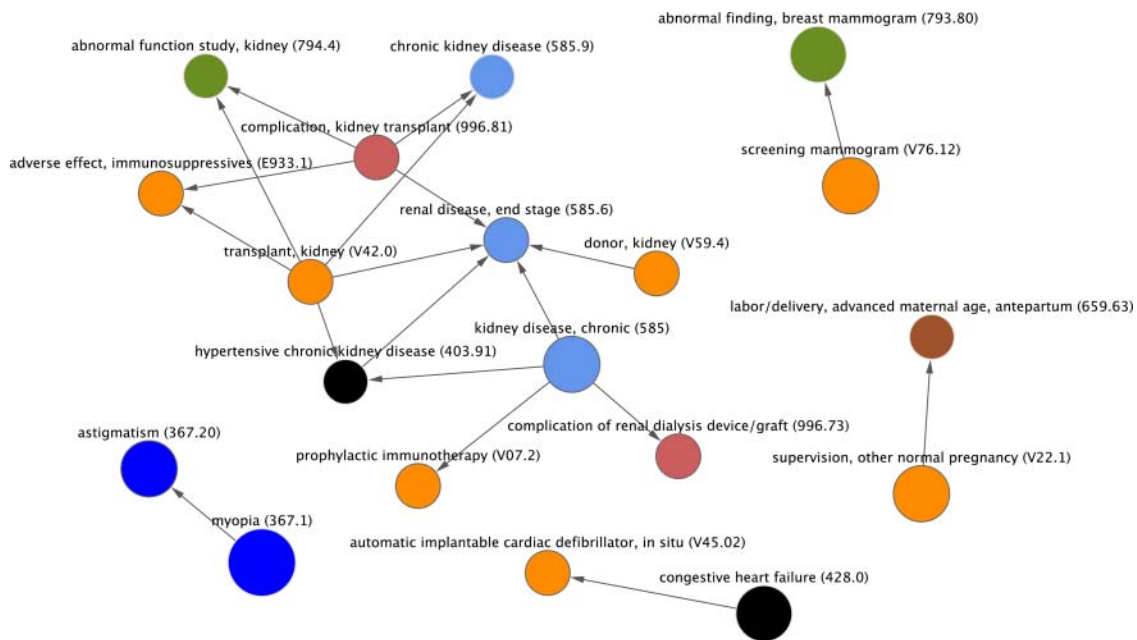 abnormal finding, breast mammogram (793.80)
abnormal function study, kidney (794.4)
chronic kidney disease (585.9)
complication, kidney transplant (996.81)
screening mammogram (V76.12)
adverse effect, immunosuppressives (E933.1)
renal disease, end stage (585.6)
donor, kidney (V59.4)
transplant, kidney (V42.0)
labor/delivery, advanced maternal age, antepartum (659.63)
kidney disease, chronic (585)
hypertensive chronic kidney disease (403.91)
complication of renal dialysis device/graft (996.73)
astigmatism (367.20)
prophylactic immunotherapy (V07.2)
supervision, other normal pregnancy (V22.1)
myopia (367.1)
automatic implantable cardiac defibrillator, in situ (V45.02)
congestive heart failure (428.0)